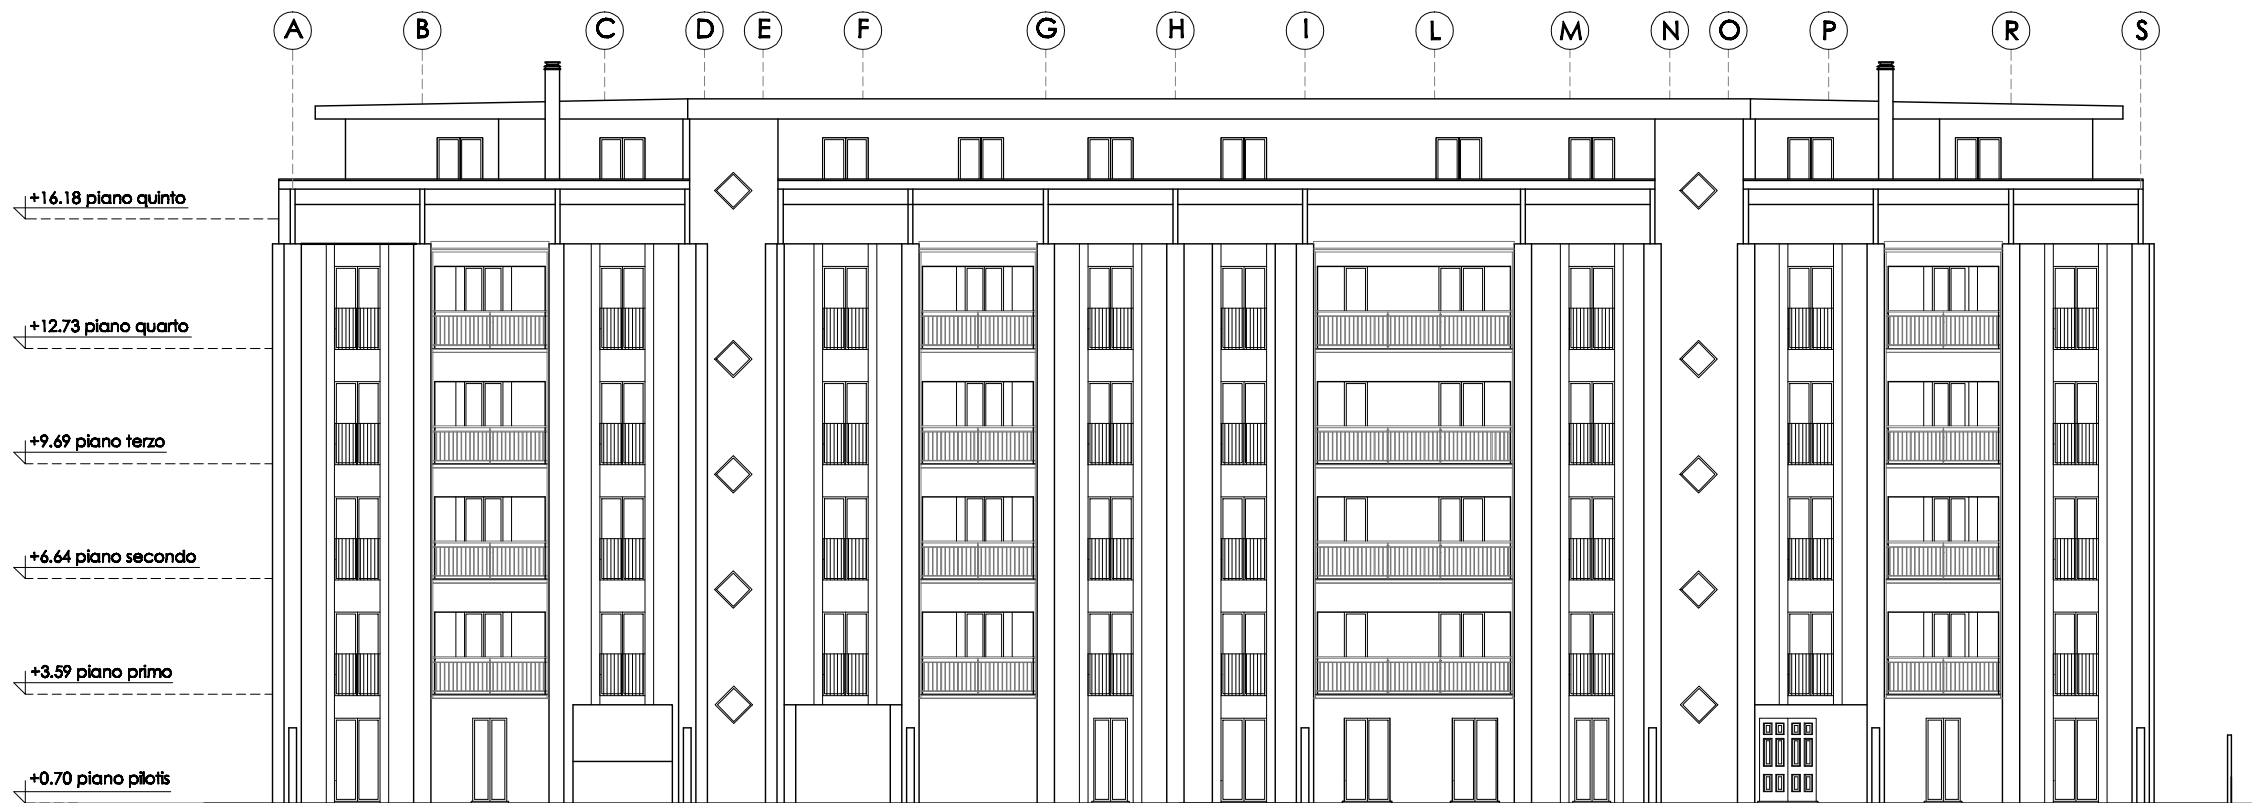 A B C D E F G H I L M N O P R S
+16.18 piano quinto
+12.73 piano quarto
+9.69 piano terzo
+6.64 piano secondo
+3.59 piano primo
+0.70 piano pilotis